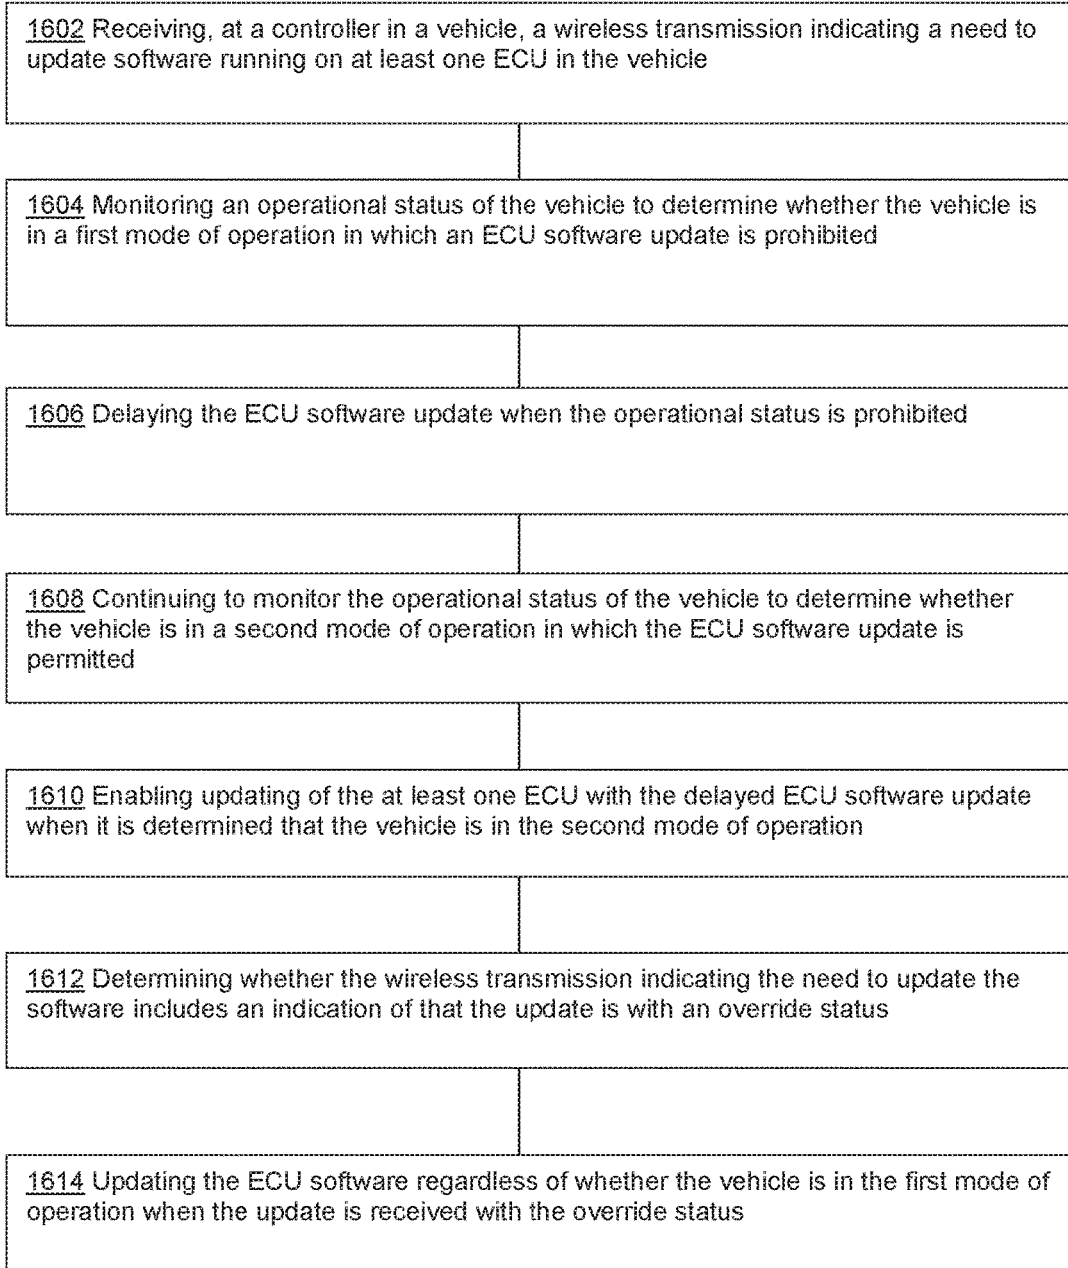 1602 Receiving, at a controller in a vehicle, a wireless transmission indicating a need to
update software running on at least one ECU in the vehicle
1604 Monitoring an operational status of the vehicle to determine whether the vehicle is
in a first mode of operation in which an ECU software update is prohibited
1606 Delaying the ECU software update when the operational status is prohibited
1608 Continuing to monitor the operational status of the vehicle to determine whether
the vehicle is in a second mode of operation in which the ECU software update is
permitted
1610 Enabling updating of the at least one ECU with the delayed ECU software update
when it is determined that the vehicle is in the second mode of operation
1612 Determining whether the wireless transmission indicating the need to update the
software includes an indication of that the update is with an override status
1614 Updating the ECU software regardless of whether the vehicle is in the first mode of
operation when the update is received with the override status